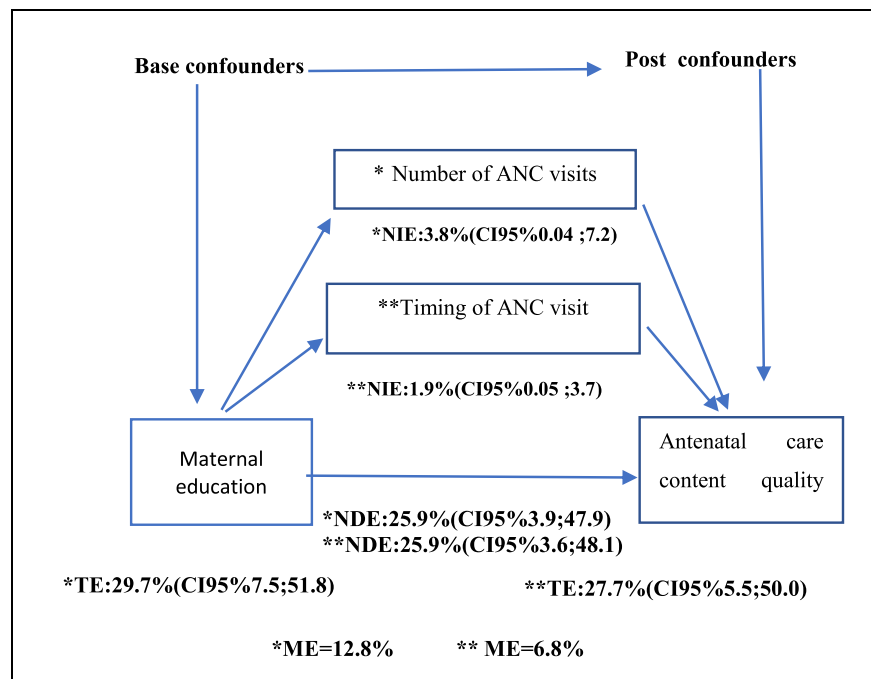 Base confounders
Post confounders
* Number of ANC visits
*NIE:3.8%(CI95%0.04 ;7.2)
**Timing of ANC visit
**NIE:1.9%(CI95%0.05 ;3.7)
Maternal
education
Antenatal care
content quality
*NDE:25.9%(CI95%3.9;47.9)
**NDE:25.9%(CI95%3.6;48.1)
*TE:29.7%(CI95%7.5;51.8)
**TE:27.7%(CI95%5.5;50.0)
*ME=12.8%
** ME=6.8%